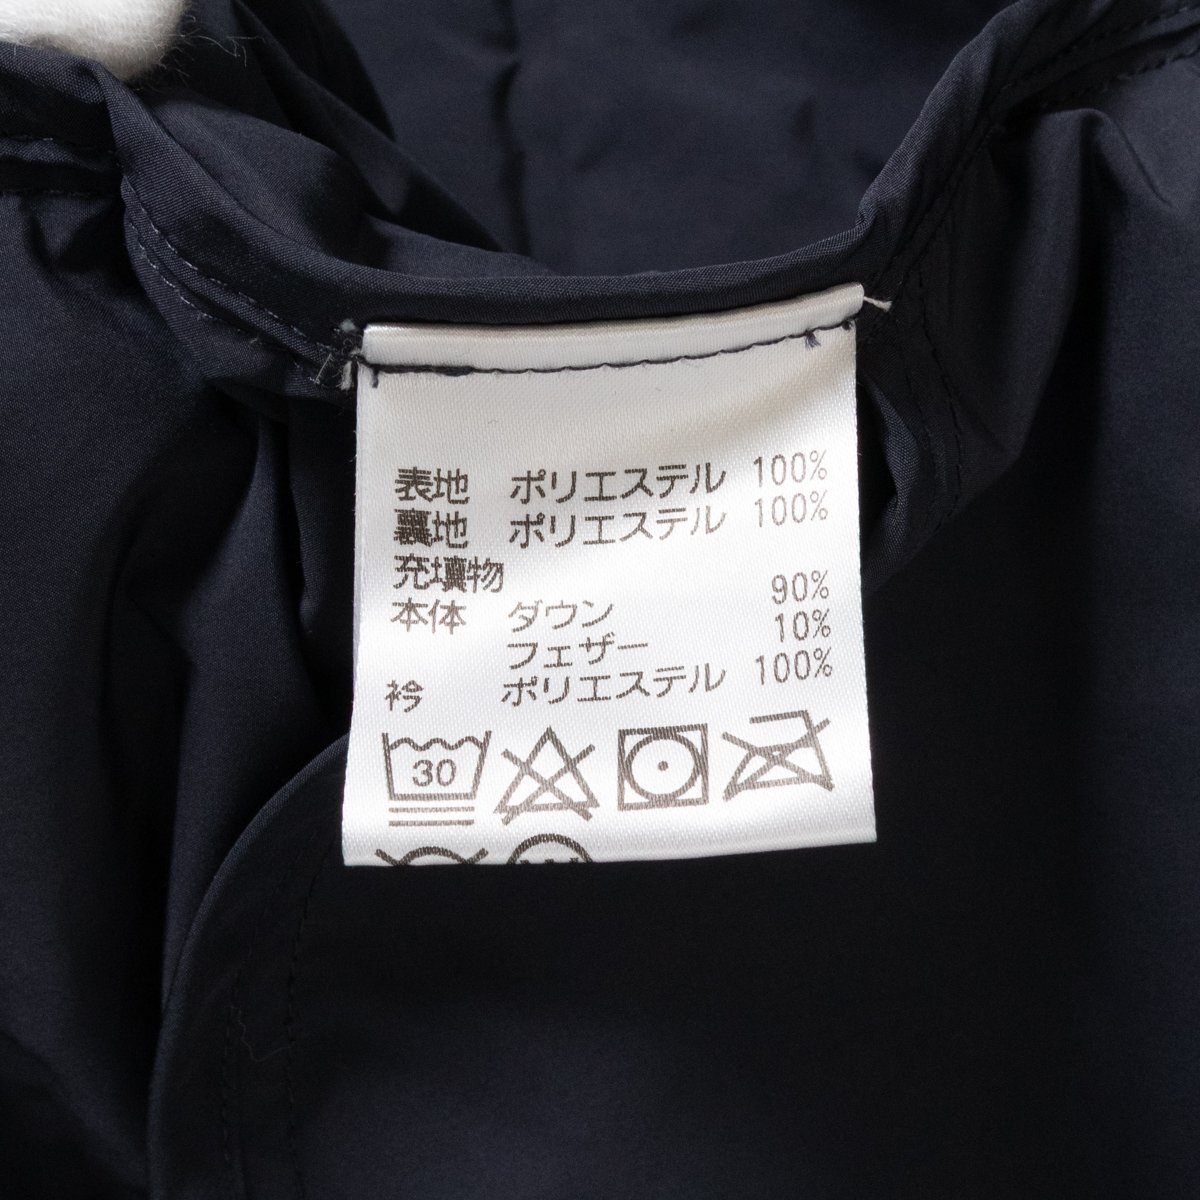 表地 ポリエステル 100%
裏地 ポリエステル 100%
充填物
本体 ダウン 90%
フェザー 10%
衿 ポリエステル 100%
30